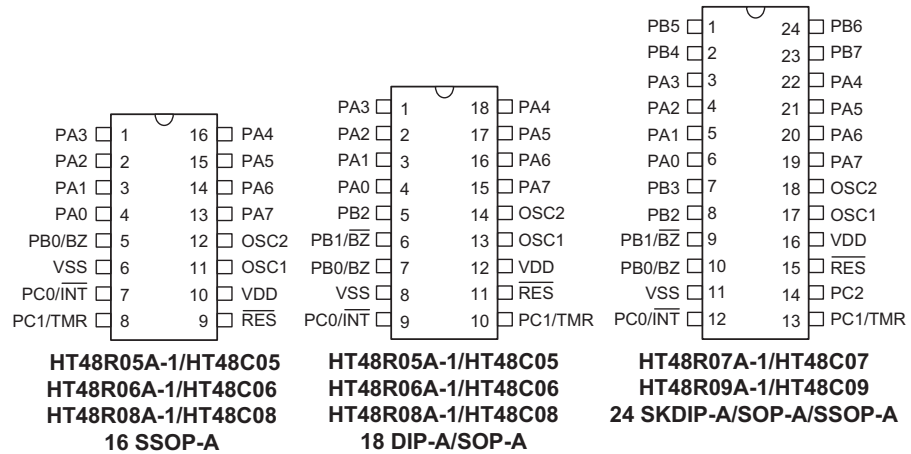 PA3 1 16 PA4
PA2 2 15 PA5
PA1 3 14 PA6
PA0 4 13 PA7
PB0/BZ 5 12 OSC2
VSS 6 11 OSC1
PC0/I̅N̅T̅ 7 10 VDD
PC1/TMR 8 9 R̅E̅S̅
HT48R05A-1/HT48C05
HT48R06A-1/HT48C06
HT48R08A-1/HT48C08
16 SSOP-A
PA3 1 18 PA4
PA2 2 17 PA5
PA1 3 16 PA6
PA0 4 15 PA7
PB2 5 14 OSC2
PB1/B̅Z̅ 6 13 OSC1
PB0/BZ 7 12 VDD
VSS 8 11 R̅E̅S̅
PC0/I̅N̅T̅ 9 10 PC1/TMR
HT48R05A-1/HT48C05
HT48R06A-1/HT48C06
HT48R08A-1/HT48C08
18 DIP-A/SOP-A
PB5 1 24 PB6
PB4 2 23 PB7
PA3 3 22 PA4
PA2 4 21 PA5
PA1 5 20 PA6
PA0 6 19 PA7
PB3 7 18 OSC2
PB2 8 17 OSC1
PB1/B̅Z̅ 9 16 VDD
PB0/BZ 10 15 R̅E̅S̅
VSS 11 14 PC2
PC0/I̅N̅T̅ 12 13 PC1/TMR
HT48R07A-1/HT48C07
HT48R09A-1/HT48C09
24 SKDIP-A/SOP-A/SSOP-A